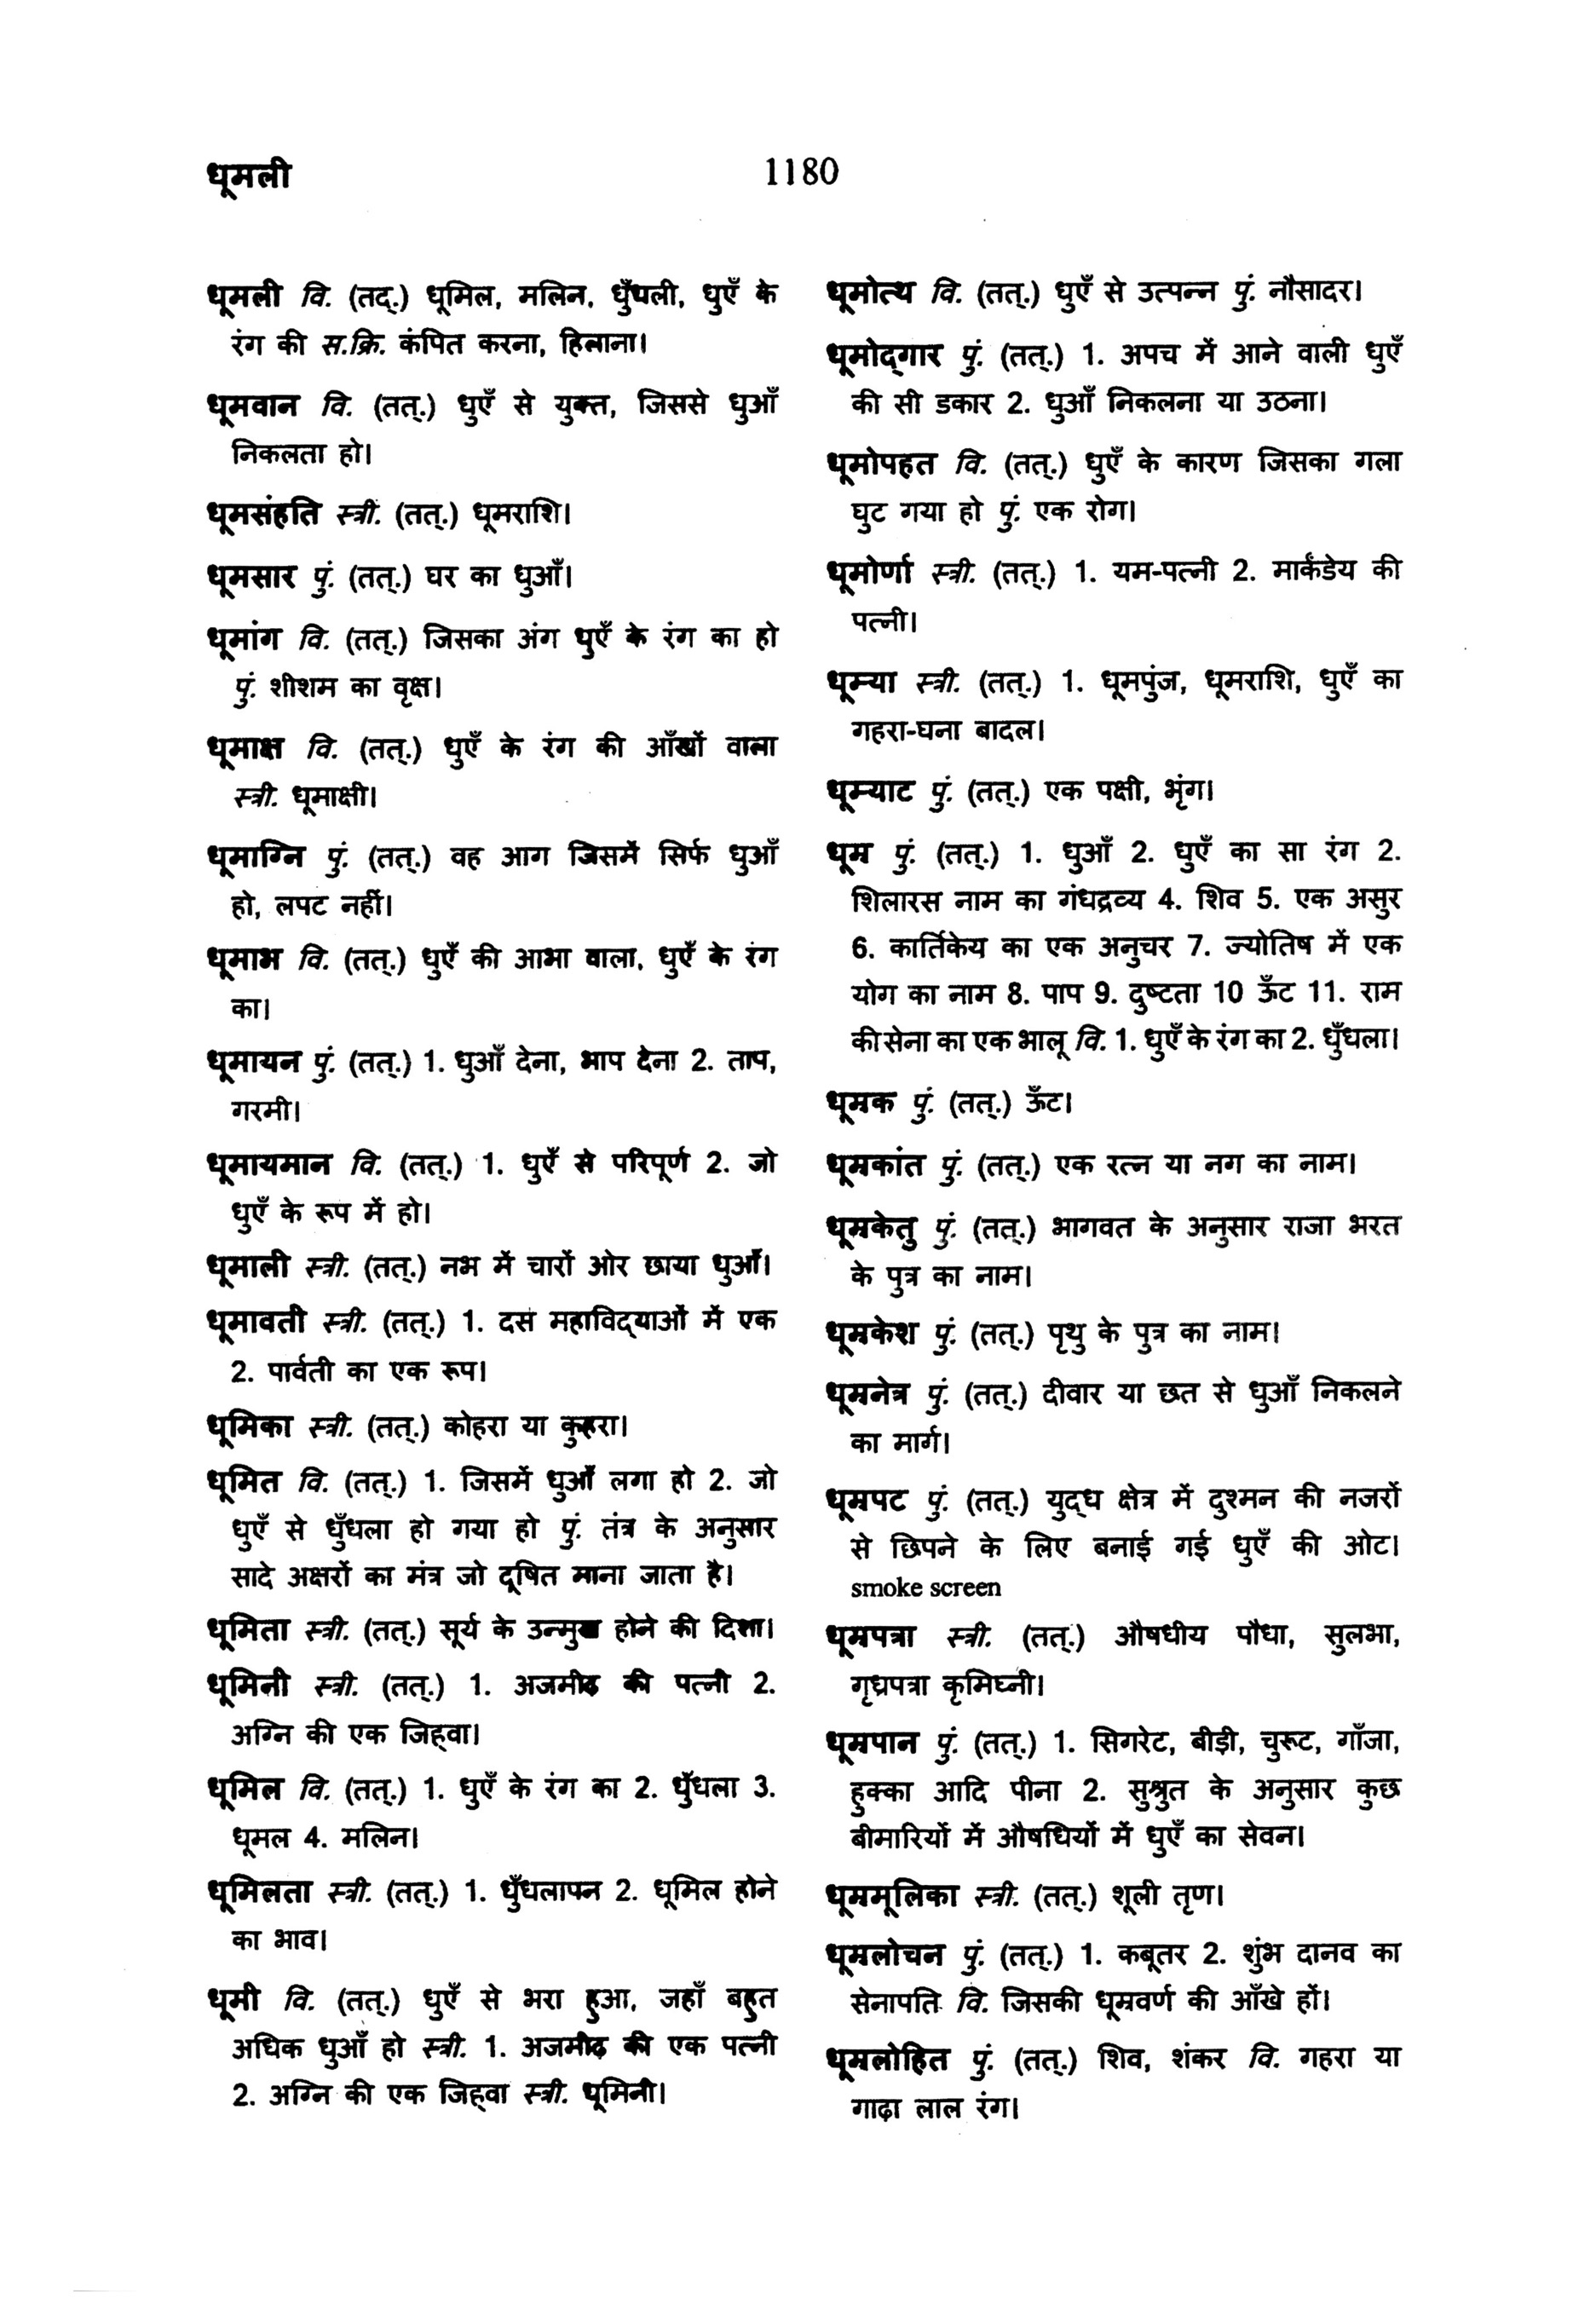 धूमली
1180
धूमली वि. (तद्.) धूमिल, मलिन, धुँधली, धुएँ के
रंग की स.क्रि. कंपित करना, हिलाना।
धूमवान वि. (तत्.) धुएँ से युक्त, जिससे धुआँ
निकलता हो।
धूमसंहति स्त्री. (तत्.) धूमराशि।
धूमसार पुं. (तत्.) घर का धुआँ।
धूमांग वि. (तत्.) जिसका अंग धुएँ के रंग का हो
पुं. शीशम का वृक्ष।
धूमाक्ष वि. (तत्.) धुएँ के रंग की आँखों वाला
स्त्री. धूमाक्षी।
धूमाग्नि पुं. (तत्.) वह आग जिसमें सिर्फ धुआँ
हो, लपट नहीं।
धूमाभ वि. (तत्.) धुएँ की आभा वाला, धुएँ के रंग
का।
धूमायन पुं. (तत्.) 1. धुआँ देना, भाप देना 2. ताप,
गरमी।
धूमायमान वि. (तत्.) 1. धुएँ से परिपूर्ण 2. जो
धुएँ के रूप में हो।
धूमाली स्त्री. (तत्.) नभ में चारों ओर छाया धुआँ।
धूमावती स्त्री. (तत्.) 1. दस महाविद्याओं में एक
2. पार्वती का एक रूप।
धूमिका स्त्री. (तत्.) कोहरा या कुहरा।
धूमित वि. (तत्.) 1. जिसमें धुआँ लगा हो 2. जो
धुएँ से धुँधला हो गया हो पुं. तंत्र के अनुसार
सादे अक्षरों का मंत्र जो दूषित माना जाता है।
धूमिता स्त्री. (तत्.) सूर्य के उन्मुख होने की दिशा।
धूमिनी स्त्री. (तत्.) 1. अजमीढ़ की पत्नी 2.
अग्नि की एक जिह्वा।
धूमिल वि. (तत्.) 1. धुएँ के रंग का 2. धुँधला 3.
धूमल 4. मलिन।
धूमिलता स्त्री. (तत्.) 1. धुँधलापन 2. धूमिल होने
का भाव।
धूमी वि. (तत्.) धुएँ से भरा हुआ, जहाँ बहुत
अधिक धुआँ हो स्त्री. 1. अजमीढ़ की एक पत्नी
2. अग्नि की एक जिह्वा स्त्री. धूमिनी।
धूमोत्थ वि. (तत्.) धुएँ से उत्पन्न पुं. नौसादर।
धूमोद्गार पुं. (तत्.) 1. अपच में आने वाली धुएँ
की सी डकार 2. धुआँ निकलना या उठना।
धूमोपहत वि. (तत्.) धुएँ के कारण जिसका गला
घुट गया हो पुं. एक रोग।
धूमोर्णा स्त्री. (तत्.) 1. यम-पत्नी 2. मार्कंडेय की
पत्नी।
धूम्या स्त्री. (तत्.) 1. धूमपुंज, धूमराशि, धुएँ का
गहरा-घना बादल।
धूम्याट पुं. (तत्.) एक पक्षी, भृंग।
धूम्र पुं. (तत्.) 1. धुआँ 2. धुएँ का सा रंग 2.
शिलारस नाम का गंधद्रव्य 4. शिव 5. एक असुर
6. कार्तिकेय का एक अनुचर 7. ज्योतिष में एक
योग का नाम 8. पाप 9. दुष्टता 10 ऊँट 11. राम
की सेना का एक भालू वि. 1. धुएँ के रंग का 2. धुँधला।
धूम्रक पुं. (तत्.) ऊँट।
धूम्रकांत पुं. (तत्.) एक रत्न या नग का नाम।
धूम्रकेतु पुं. (तत्.) भागवत के अनुसार राजा भरत
के पुत्र का नाम।
धूम्रकेश पुं. (तत्.) पृथु के पुत्र का नाम।
धूम्रनेत्र पुं. (तत्.) दीवार या छत से धुआँ निकलने
का मार्ग।
धूम्रपट पुं. (तत्.) युद्ध क्षेत्र में दुश्मन की नजरों
से छिपने के लिए बनाई गई धुएँ की ओट।
smoke screen
धूम्रपत्रा स्त्री. (तत्.) औषधीय पौधा, सुलभा,
गृध्रपत्रा कृमिघ्नी।
धूम्रपान पुं. (तत्.) 1. सिगरेट, बीड़ी, चुरूट, गाँजा,
हुक्का आदि पीना 2. सुश्रुत के अनुसार कुछ
बीमारियों में औषधियों में धुएँ का सेवन।
धूम्रमूलिका स्त्री. (तत्.) शूली तृण।
धूम्रलोचन पुं. (तत्.) 1. कबूतर 2. शुंभ दानव का
सेनापति वि. जिसकी धूम्रवर्ण की आँखे हों।
धूम्रलोहित पुं. (तत्.) शिव, शंकर वि. गहरा या
गाढ़ा लाल रंग।